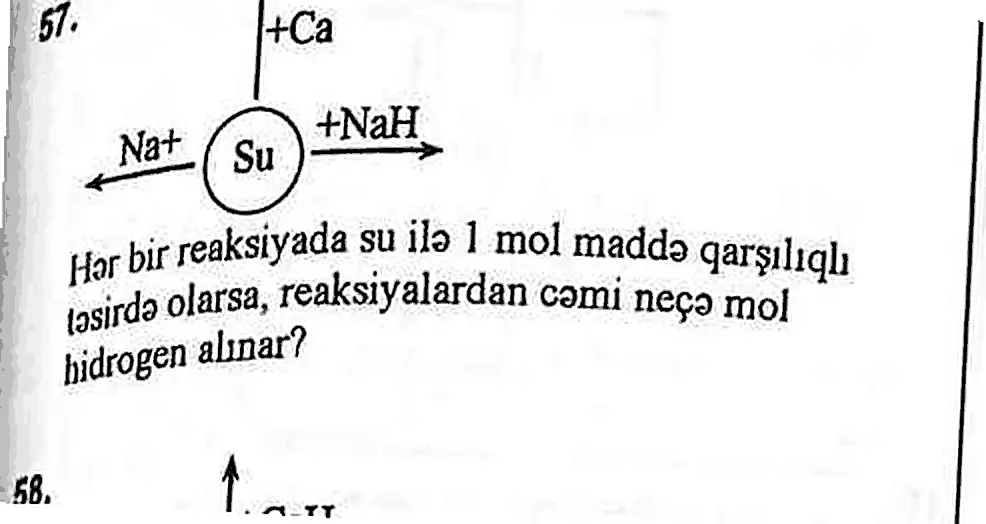 57.
+Ca
+NaH
Na+
Su
Hər bir reaksiyada su ilə 1 mol maddə qarşılıqlı
təsirdə olarsa, reaksiyalardan cəmi neçə mol
hidrogen alınar?
58.